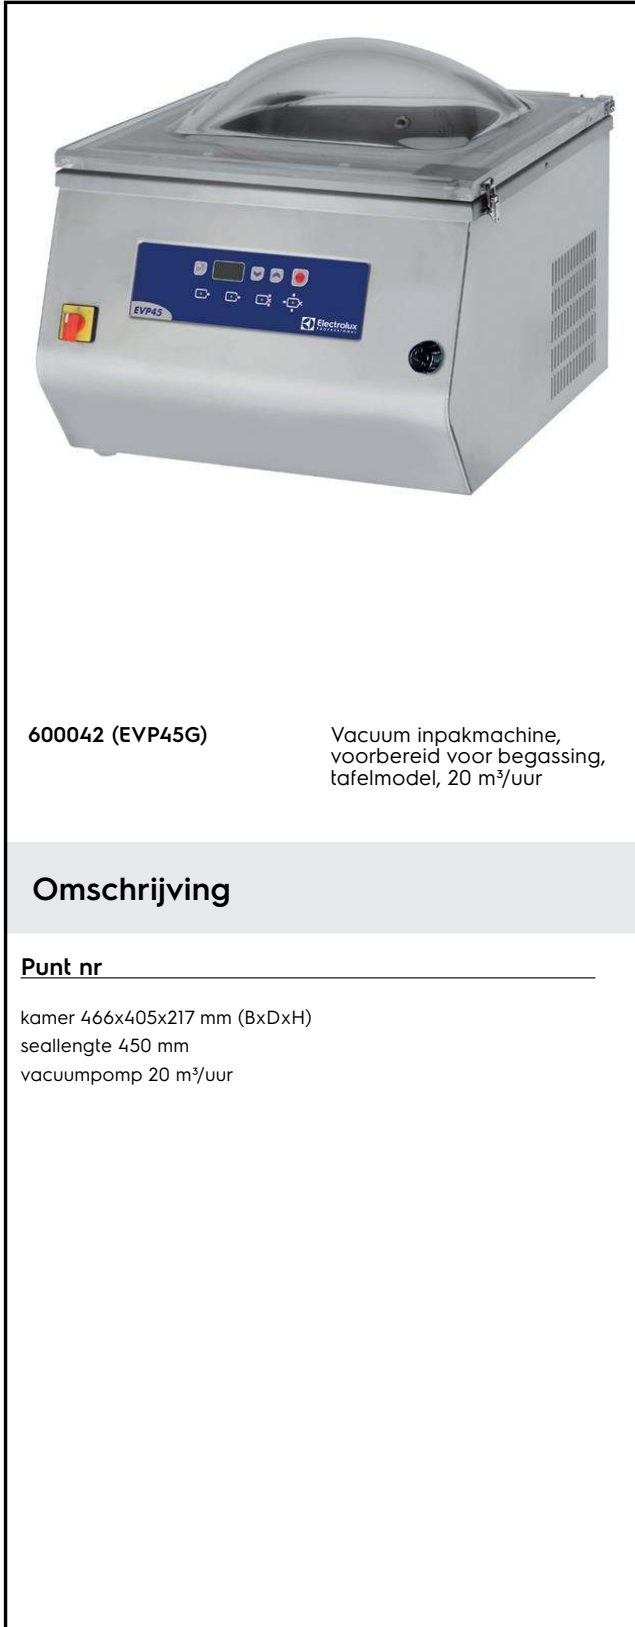 EVP45
Electrolux
PROFESSIONAL
600042 (EVP45G)
Vacuum inpakmachine,
voorbereid voor begassing,
tafelmodel, 20 m³/uur
Omschrijving
Punt nr
kamer 466x405x217 mm (BxDxH)
seallengte 450 mm
vacuumpomp 20 m³/uur